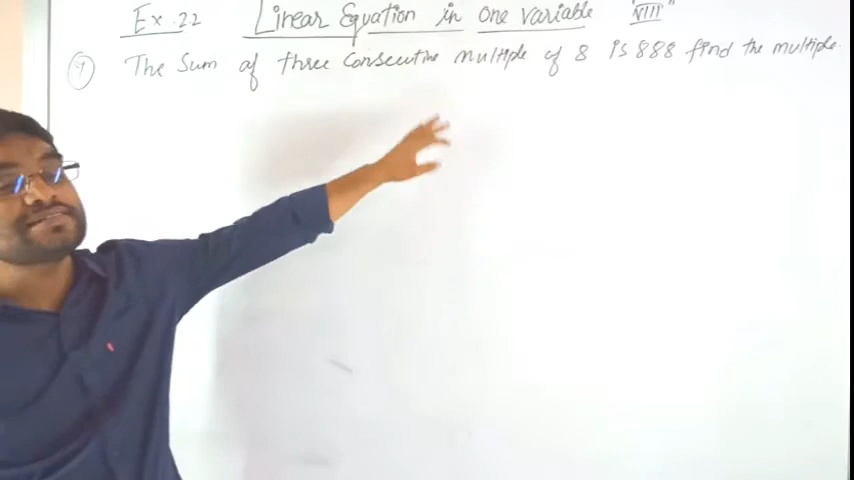 Ex. 2.2 Linear Equation in one variable "VIII"
9 The Sum of three Consecutive multiple of 8 is 888 find the multiple.